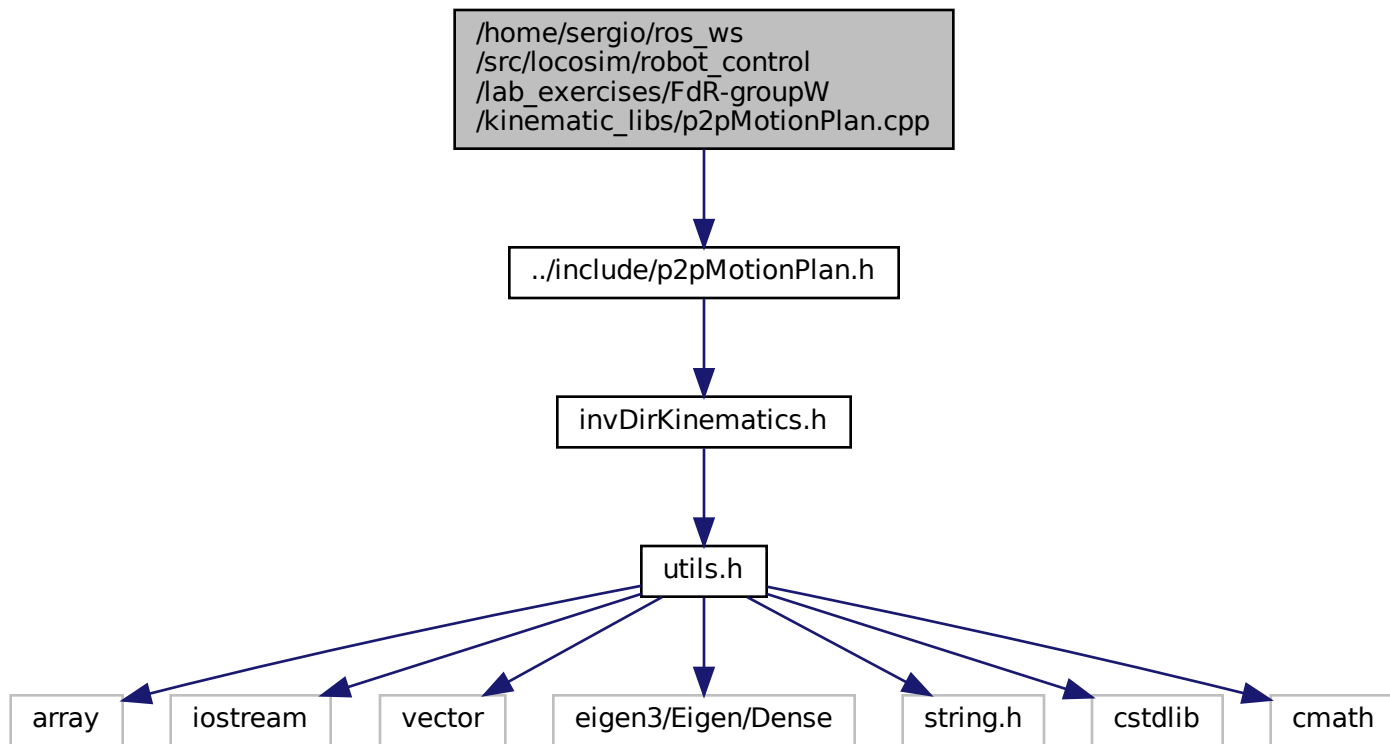 /home/sergio/ros_ws
/src/locosim/robot_control
/lab_exercises/FdR-groupW
/kinematic_libs/p2pMotionPlan.cpp
../include/p2pMotionPlan.h
invDirKinematics.h
utils.h
array
iostream
vector
eigen3/Eigen/Dense
string.h
cstdlib
cmath